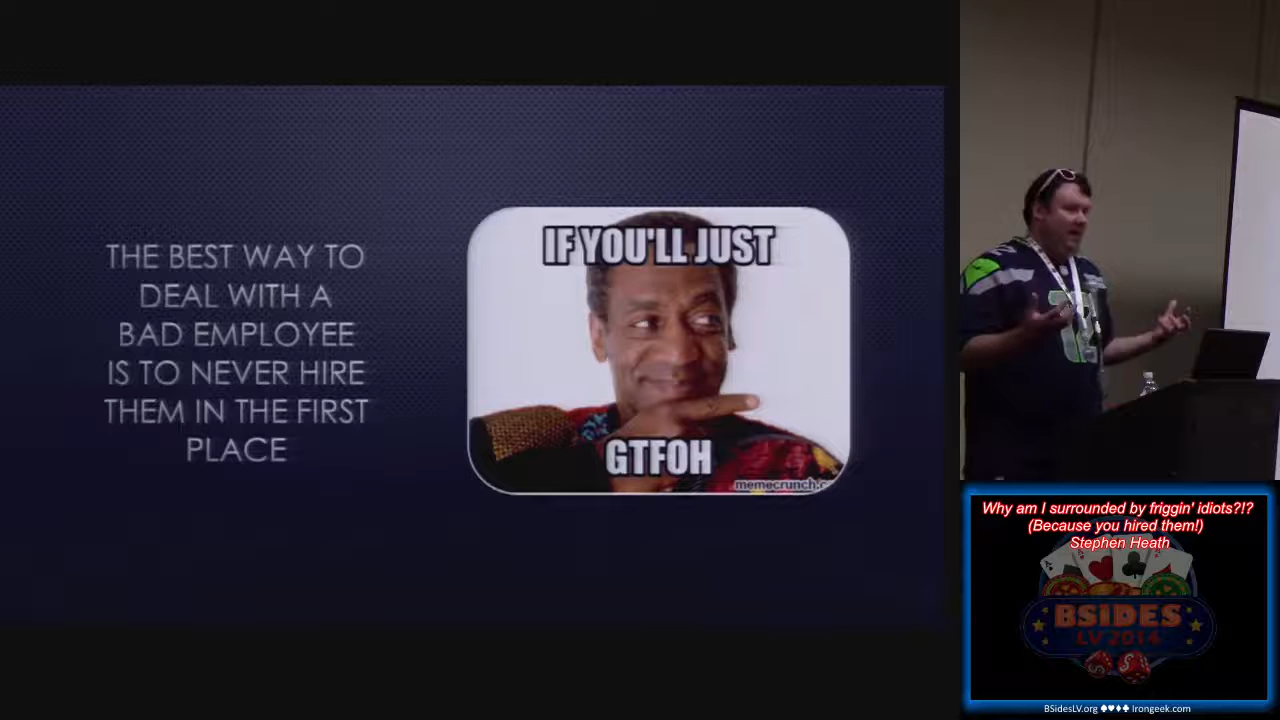 THE BEST WAY TO
DEAL WITH A
BAD EMPLOYEE
IS TO NEVER HIRE
THEM IN THE FIRST
PLACE
IF YOU'LL JUST
GTFOH
memecrunch.c
Why am I surrounded by friggin' idiots?!?
(Because you hired them!)
Stephen Heath
BSIDES
LV 2014
BSidesLV.org ♠♥♦♣ Irongeek.com